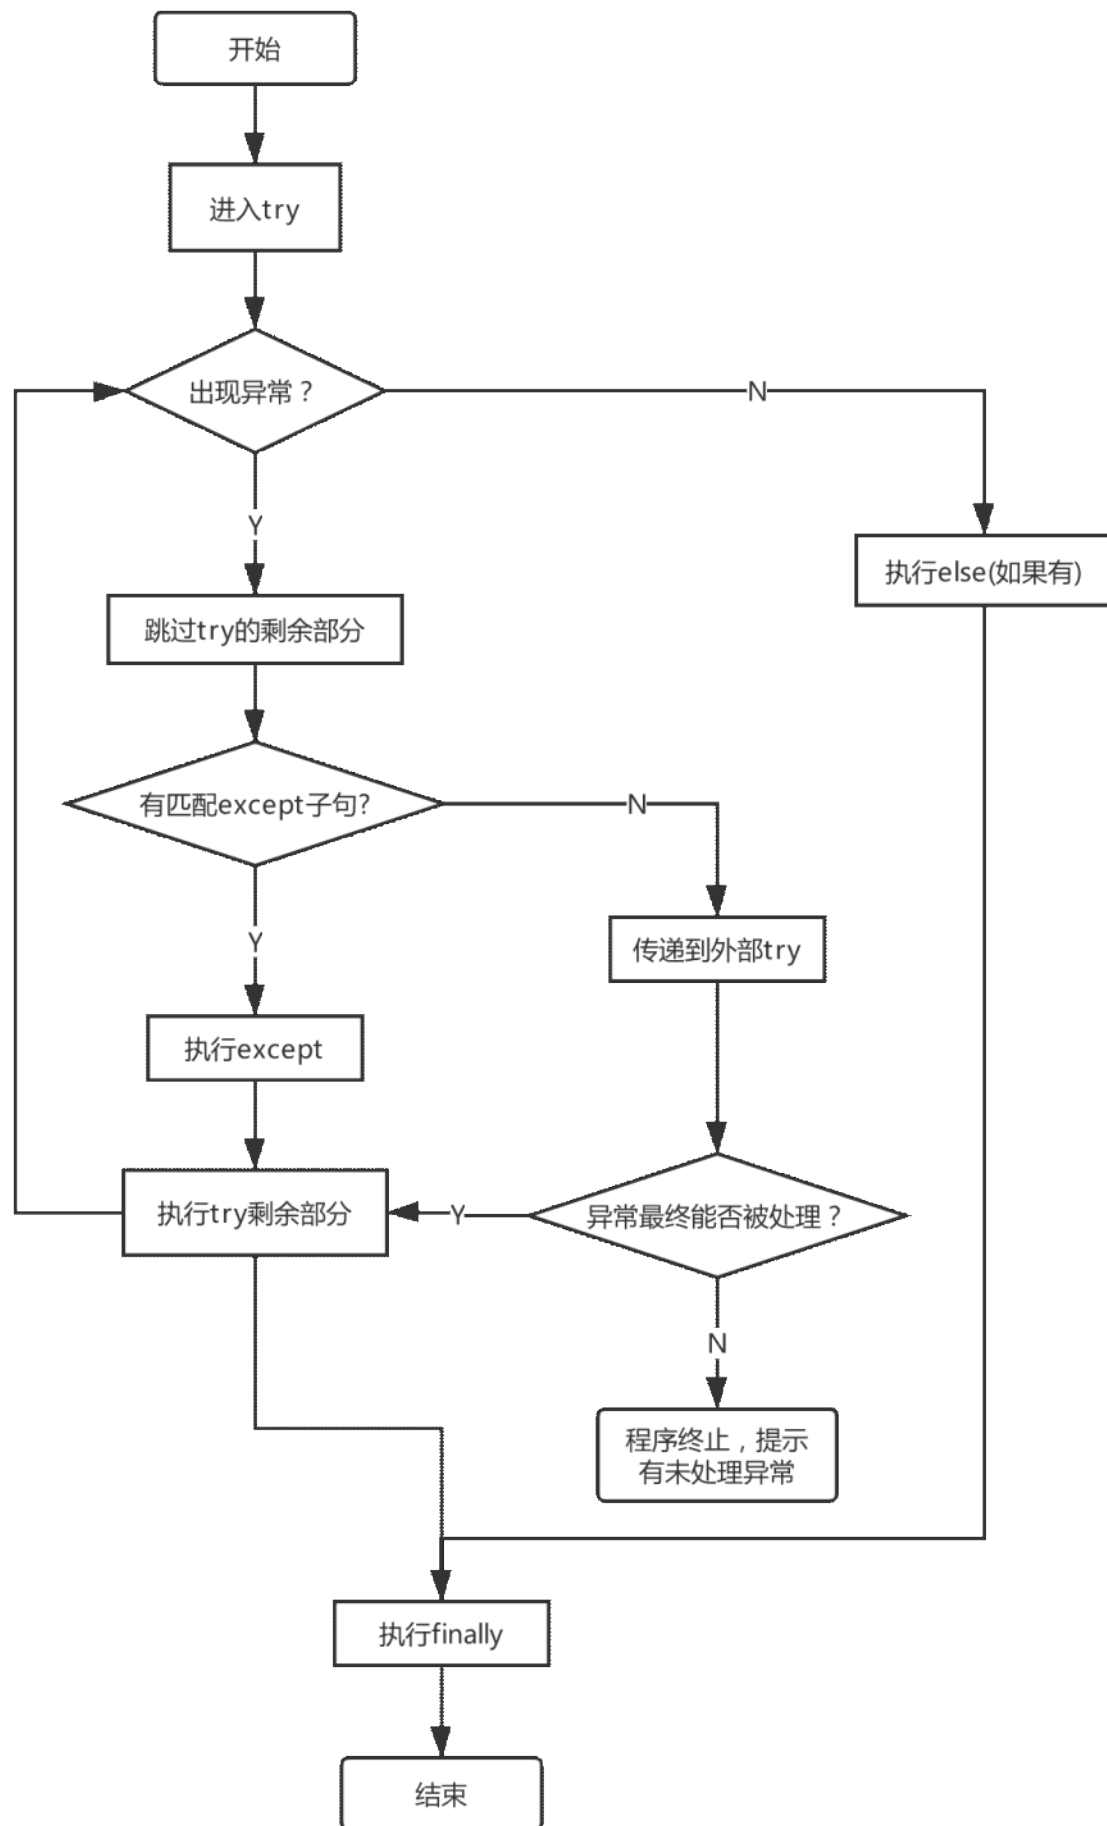 开始
进入try
出现异常？
N
Y
执行else(如果有)
跳过try的剩余部分
有匹配except子句?
N
Y
传递到外部try
执行except
执行try剩余部分
Y
异常最终能否被处理？
N
程序终止，提示
有未处理异常
执行finally
结束